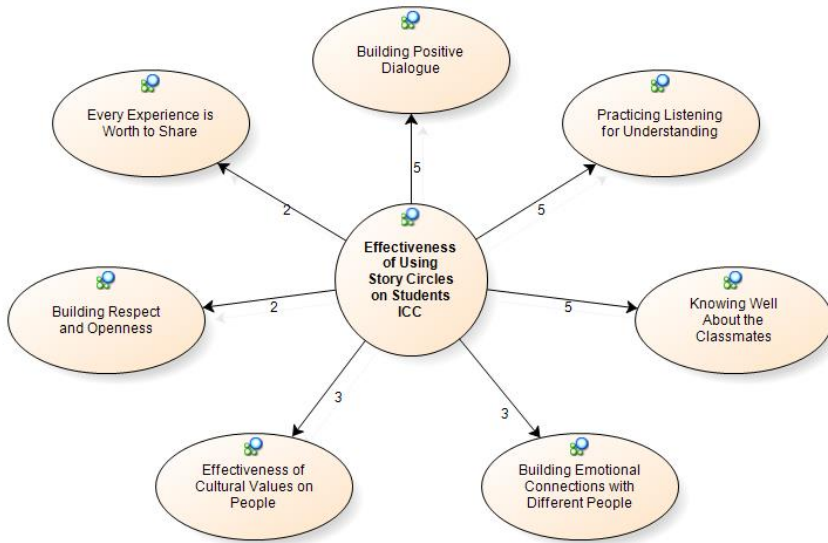 Building Positive
Dialogue
Every Experience is
Worth to Share
Practicing Listening
for Understanding
5
2
5
Effectiveness
of Using
Story Circles
on Students
ICC
Building Respect
and Openness
2
5
Knowing Well
About the
Classmates
3
3
Effectiveness of
Cultural Values on
People
Building Emotional
Connections with
Different People